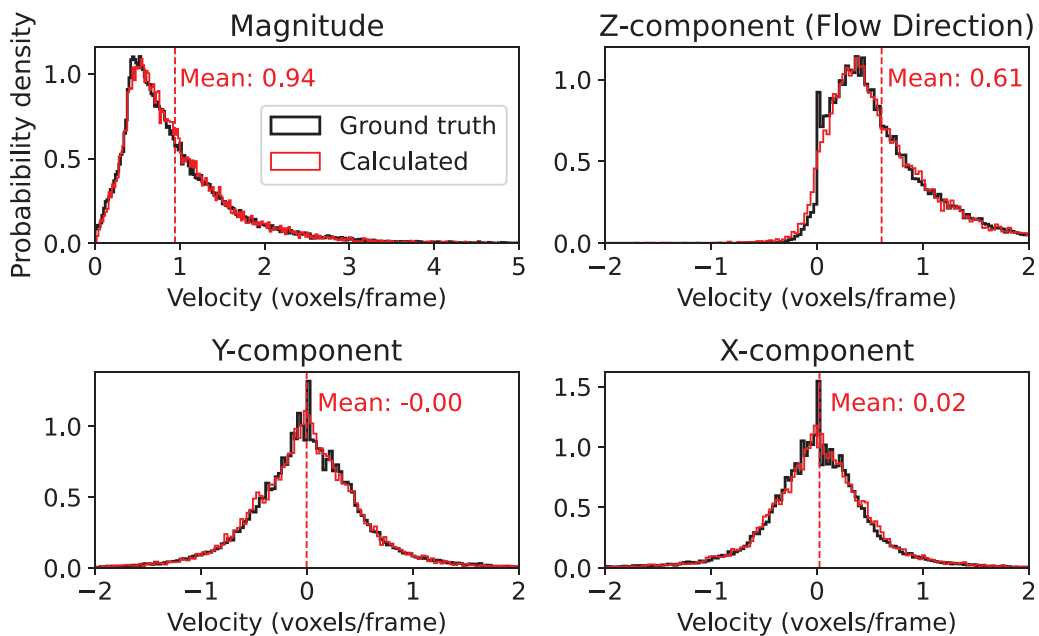 Magnitude
Probabibility density
1.0
0.5
0.0
Mean: 0.94
Ground truth
Calculated
0 1 2 3 4 5
Velocity (voxels/frame)
Z-component (Flow Direction)
1.0
0.5
0.0
Mean: 0.61
−2 −1 0 1 2
Velocity (voxels/frame)
Y-component
1.0
0.5
0.0
Mean: -0.00
−2 −1 0 1 2
Velocity (voxels/frame)
X-component
1.5
1.0
0.5
0.0
Mean: 0.02
−2 −1 0 1 2
Velocity (voxels/frame)